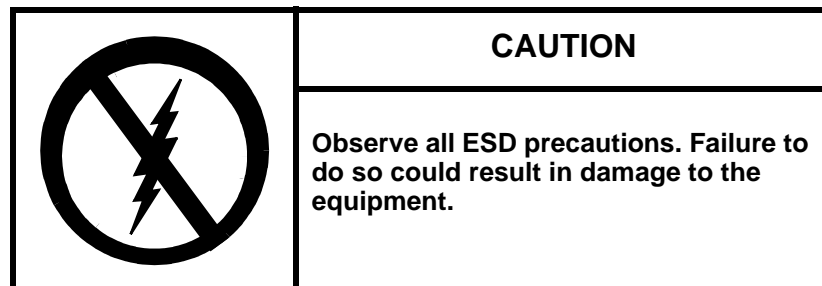 CAUTION
Observe all ESD precautions. Failure to
do so could result in damage to the
equipment.